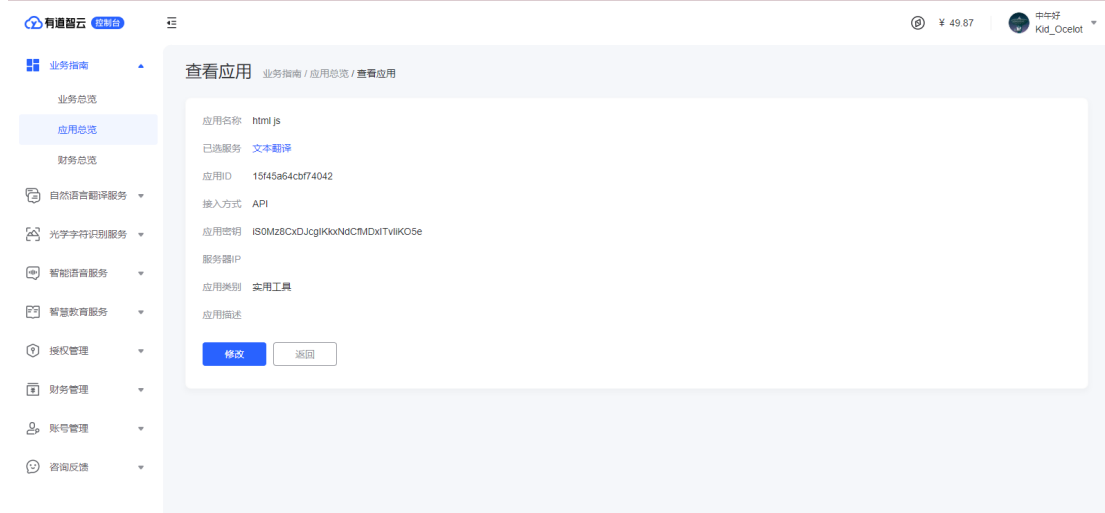 有道智云 控制台
¥ 49.87
中午好
Kid_Ocelot
业务指南
业务总览
应用总览
财务总览
自然语言翻译服务
光学字符识别服务
智能语音服务
智慧教育服务
授权管理
财务管理
账号管理
咨询反馈
查看应用 业务指南 / 应用总览 / 查看应用
应用名称 html js
已选服务 文本翻译
应用ID 15f45a64cbf74042
接入方式 API
应用密钥 iS0Mz8CxDJcgIKkxNdCfMDxITvIiKO5e
服务器IP
应用类别 实用工具
应用描述
修改 返回